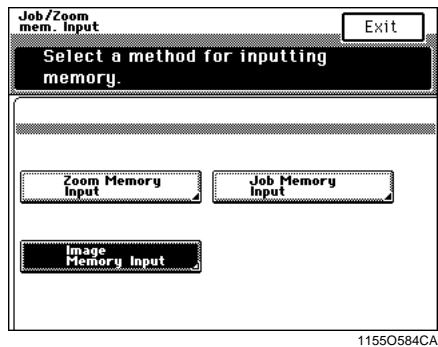 Job/Zoom
mem. Input
Exit
Select a method for inputting
memory.
Zoom Memory
Input
Job Memory
Input
Image
Memory Input
1155O584CA